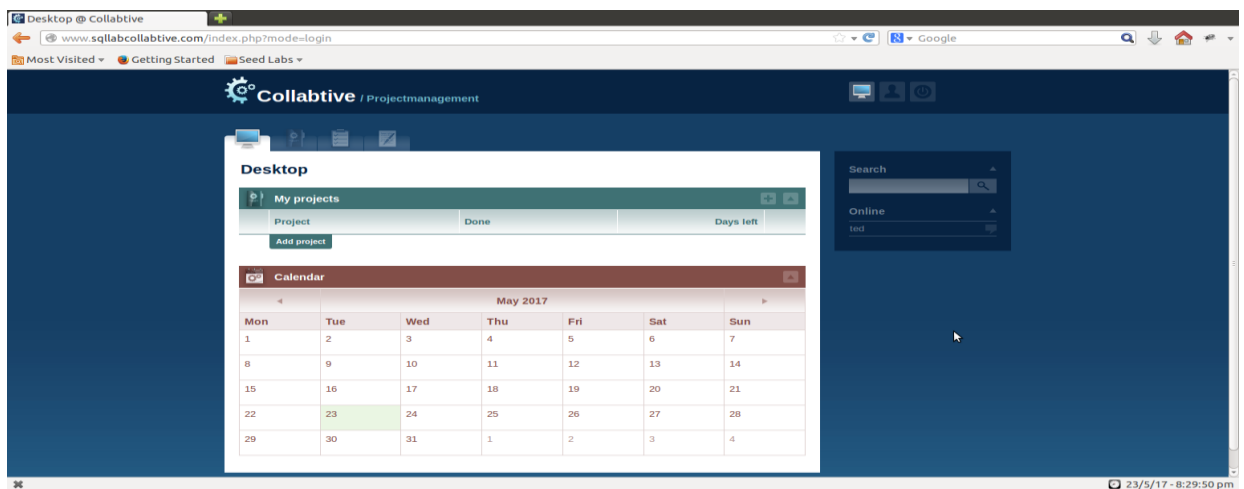 Desktop @ Collabtive
www.sqllabcollabtive.com/index.php?mode=login
Google
Most Visited Getting Started Seed Labs
Collabtive / Projectmanagement
Desktop
My projects
Project Done Days left
Add project
Calendar
May 2017
Mon Tue Wed Thu Fri Sat Sun
1 2 3 4 5 6 7
8 9 10 11 12 13 14
15 16 17 18 19 20 21
22 23 24 25 26 27 28
29 30 31 1 2 3 4
Search
Online
ted
23/5/17 - 8:29:50 pm